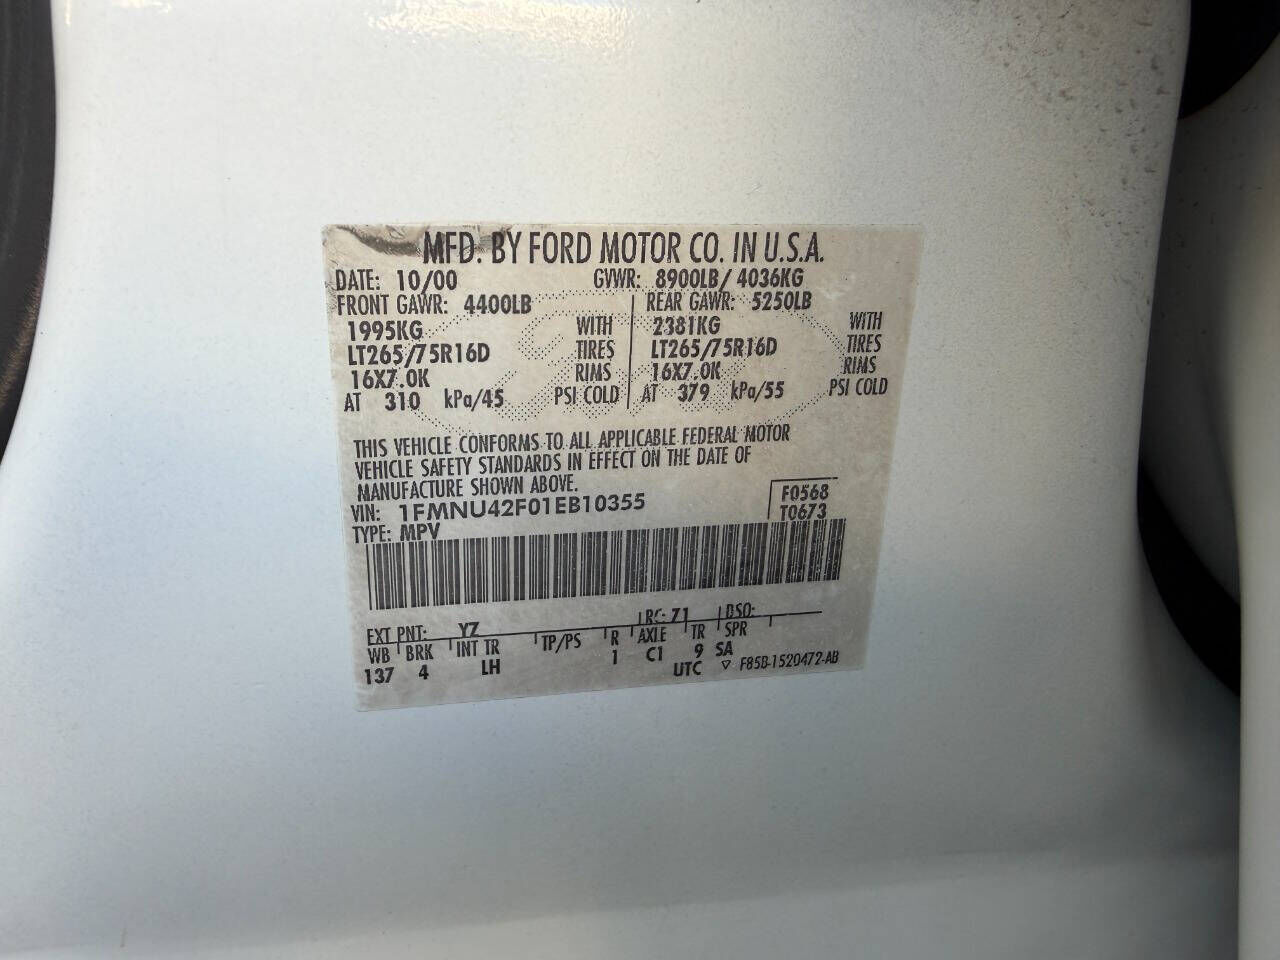 MFD. BY FORD MOTOR CO. IN U.S.A.
DATE: 10/00 GVWR: 8900LB/ 4036KG
FRONT GAWR: 4400LB REAR GAWR: 5250LB
1995KG WITH 2381KG WITH
LT265/75R16D TIRES LT265/75R16D TIRES
16X7.0K RIMS 16X7.0K RIMS
AT 310 kPa/45 PSI COLD AT 379 kPa/55 PSI COLD
THIS VEHICLE CONFORMS TO ALL APPLICABLE FEDERAL MOTOR
VEHICLE SAFETY STANDARDS IN EFFECT ON THE DATE OF
MANUFACTURE SHOWN ABOVE.
VIN: 1FMNU42F01EB10355 F0568
TYPE: MPV T0673
EXT PNT: YZ RC: 71 DSO:
WB BRK INT TR TP/PS R AXLE TR SPR
137 4 LH 1 C1 9 SA
UTC ▽ F85B-1520472-AB